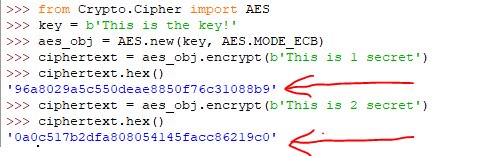 >>> from Crypto.Cipher import AES
>>> key = b'This is the key!'
>>> aes_obj = AES.new(key, AES.MODE_ECB)
>>> ciphertext = aes_obj.encrypt(b'This is 1 secret')
>>> ciphertext.hex()
'96a8029a5c550deae8850f76c31088b9'
>>> ciphertext = aes_obj.encrypt(b'This is 2 secret')
>>> ciphertext.hex()
'0a0c517b2dfa808054145facc86219c0'